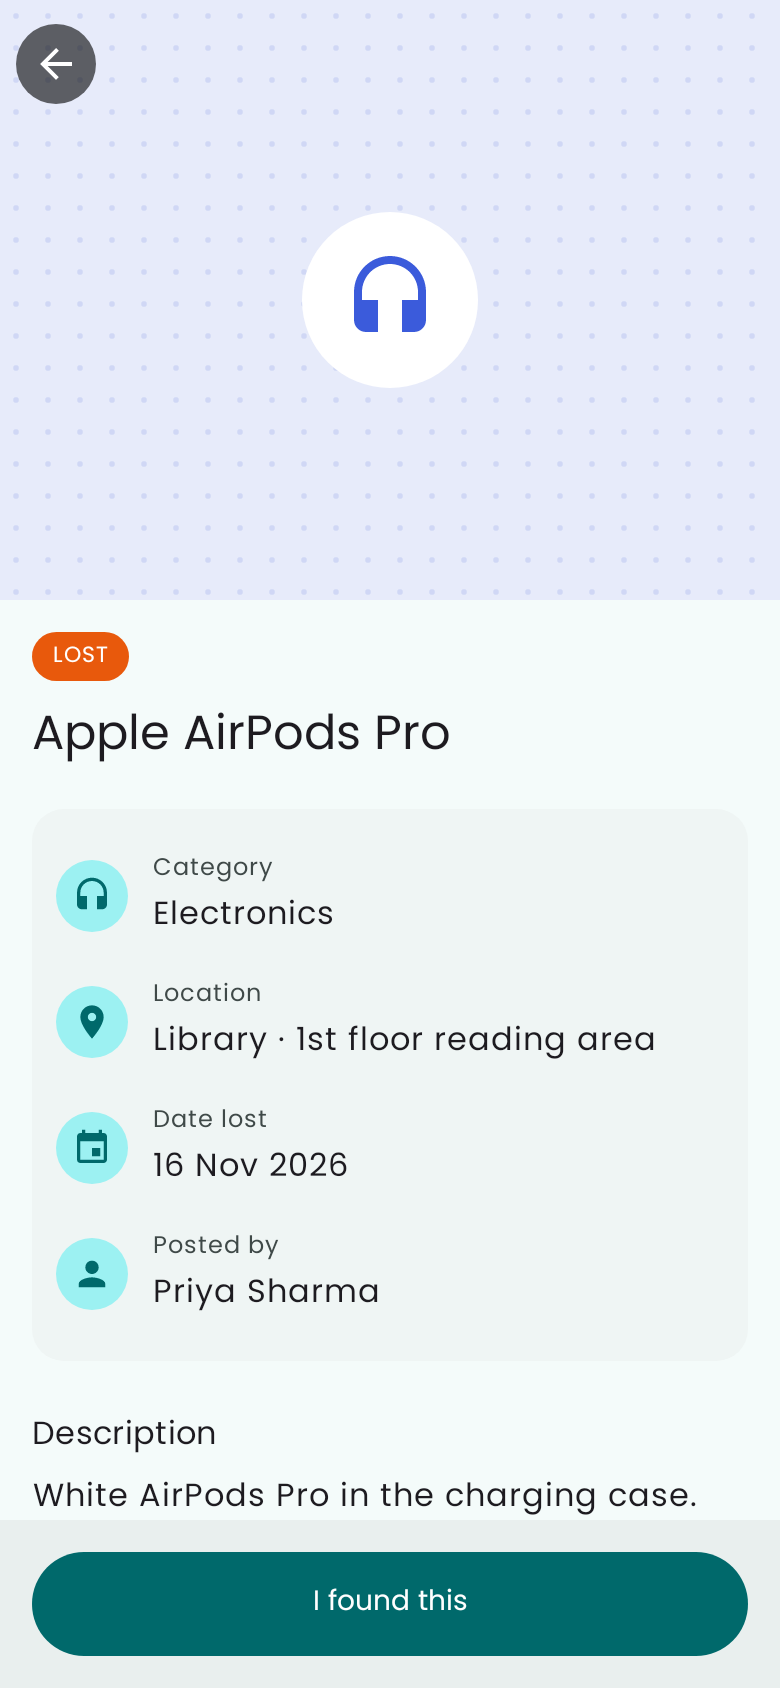 LOST
Apple AirPods Pro
Category
Electronics
Location
Library · 1st floor reading area
Date lost
16 Nov 2026
Posted by
Priya Sharma
Description
White AirPods Pro in the charging case.
I found this